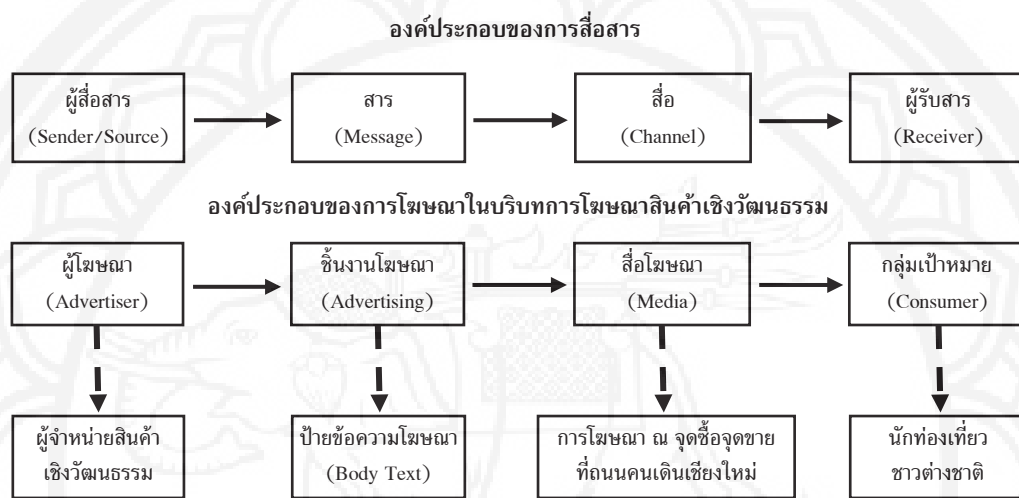 องค์ประกอบของการสื่อสาร
ผู้สื่อสาร
(Sender/Source)
สาร
(Message)
สื่อ
(Channel)
ผู้รับสาร
(Receiver)
องค์ประกอบของการโฆษณาในบริบทการโฆษณาสินค้าเชิงวัฒนธรรม
ผู้โฆษณา
(Advertiser)
ชิ้นงานโฆษณา
(Advertising)
สื่อโฆษณา
(Media)
กลุ่มเป้าหมาย
(Consumer)
ผู้จำหน่ายสินค้า
เชิงวัฒนธรรม
ป้ายข้อความโฆษณา
(Body Text)
การโฆษณา ณ จุดซื้อจุดขาย
ที่ถนนคนเดินเชียงใหม่
นักท่องเที่ยว
ชาวต่างชาติ